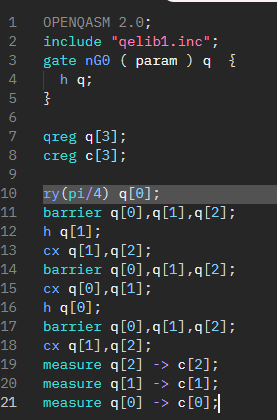 1 OPENQASM 2.0;
2 include "qelib1.inc";
3 gate nG0 ( param ) q  {
4   h q;
5 }
6
7 qreg q[3];
8 creg c[3];
9
10 ry(pi/4) q[0];
11 barrier q[0],q[1],q[2];
12 h q[1];
13 cx q[1],q[2];
14 barrier q[0],q[1],q[2];
15 cx q[0],q[1];
16 h q[0];
17 barrier q[0],q[1],q[2];
18 cx q[1],q[2];
19 measure q[2] -> c[2];
20 measure q[1] -> c[1];
21 measure q[0] -> c[0];